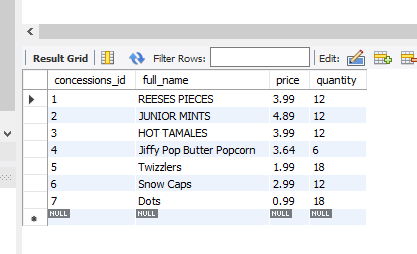 Result Grid Filter Rows: Edit:
concessions_id full_name price quantity
1 REESES PIECES 3.99 12
2 JUNIOR MINTS 4.89 12
3 HOT TAMALES 3.99 12
4 Jiffy Pop Butter Popcorn 3.64 6
5 Twizzlers 1.99 18
6 Snow Caps 2.99 12
7 Dots 0.99 18
NULL NULL NULL NULL